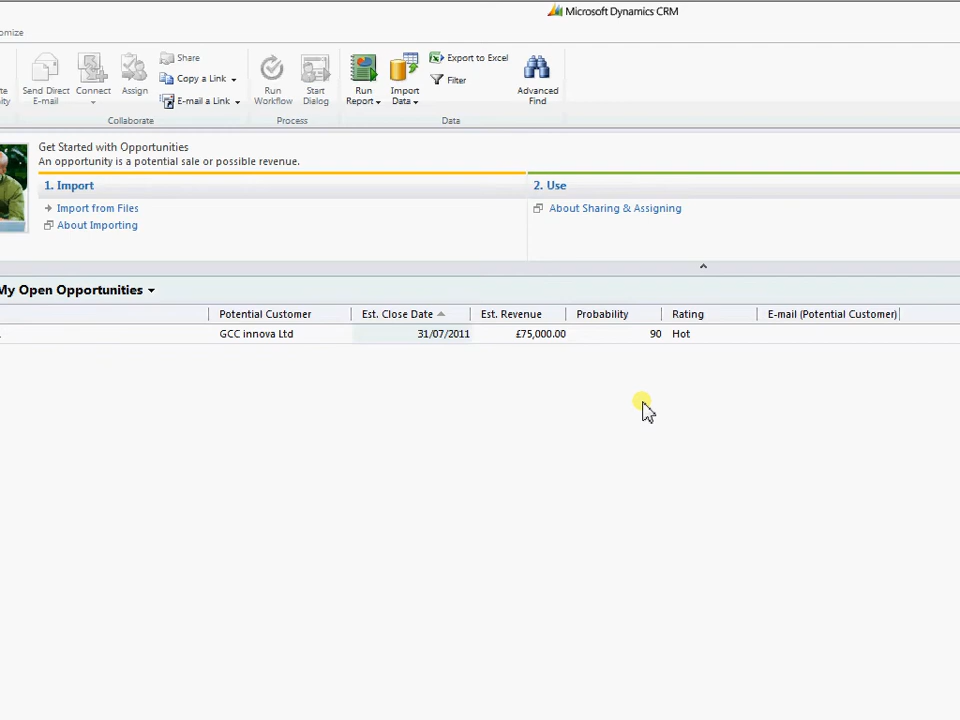 Microsoft Dynamics CRM
omize
Send Direct E-mail
Connect
Assign
Share
Copy a Link
E-mail a Link
Collaborate
Run Workflow
Start Dialog
Process
Run Report
Import Data
Export to Excel
Filter
Advanced Find
Data
Get Started with Opportunities
An opportunity is a potential sale or possible revenue.
1. Import
Import from Files
About Importing
2. Use
About Sharing & Assigning
My Open Opportunities
Potential Customer Est. Close Date Est. Revenue Probability Rating E-mail (Potential Customer)
GCC innova Ltd 31/07/2011 £75,000.00 90 Hot